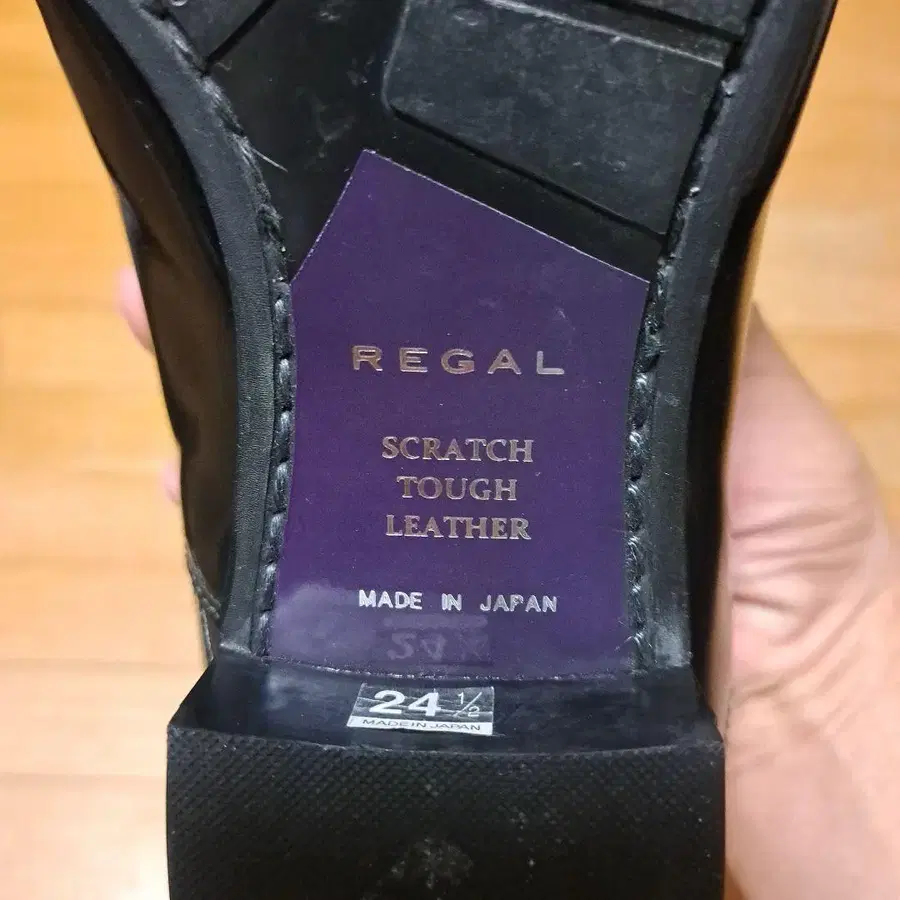 REGAL
SCRATCH
TOUGH
LEATHER
MADE IN JAPAN
24 ½
MADE IN JAPAN